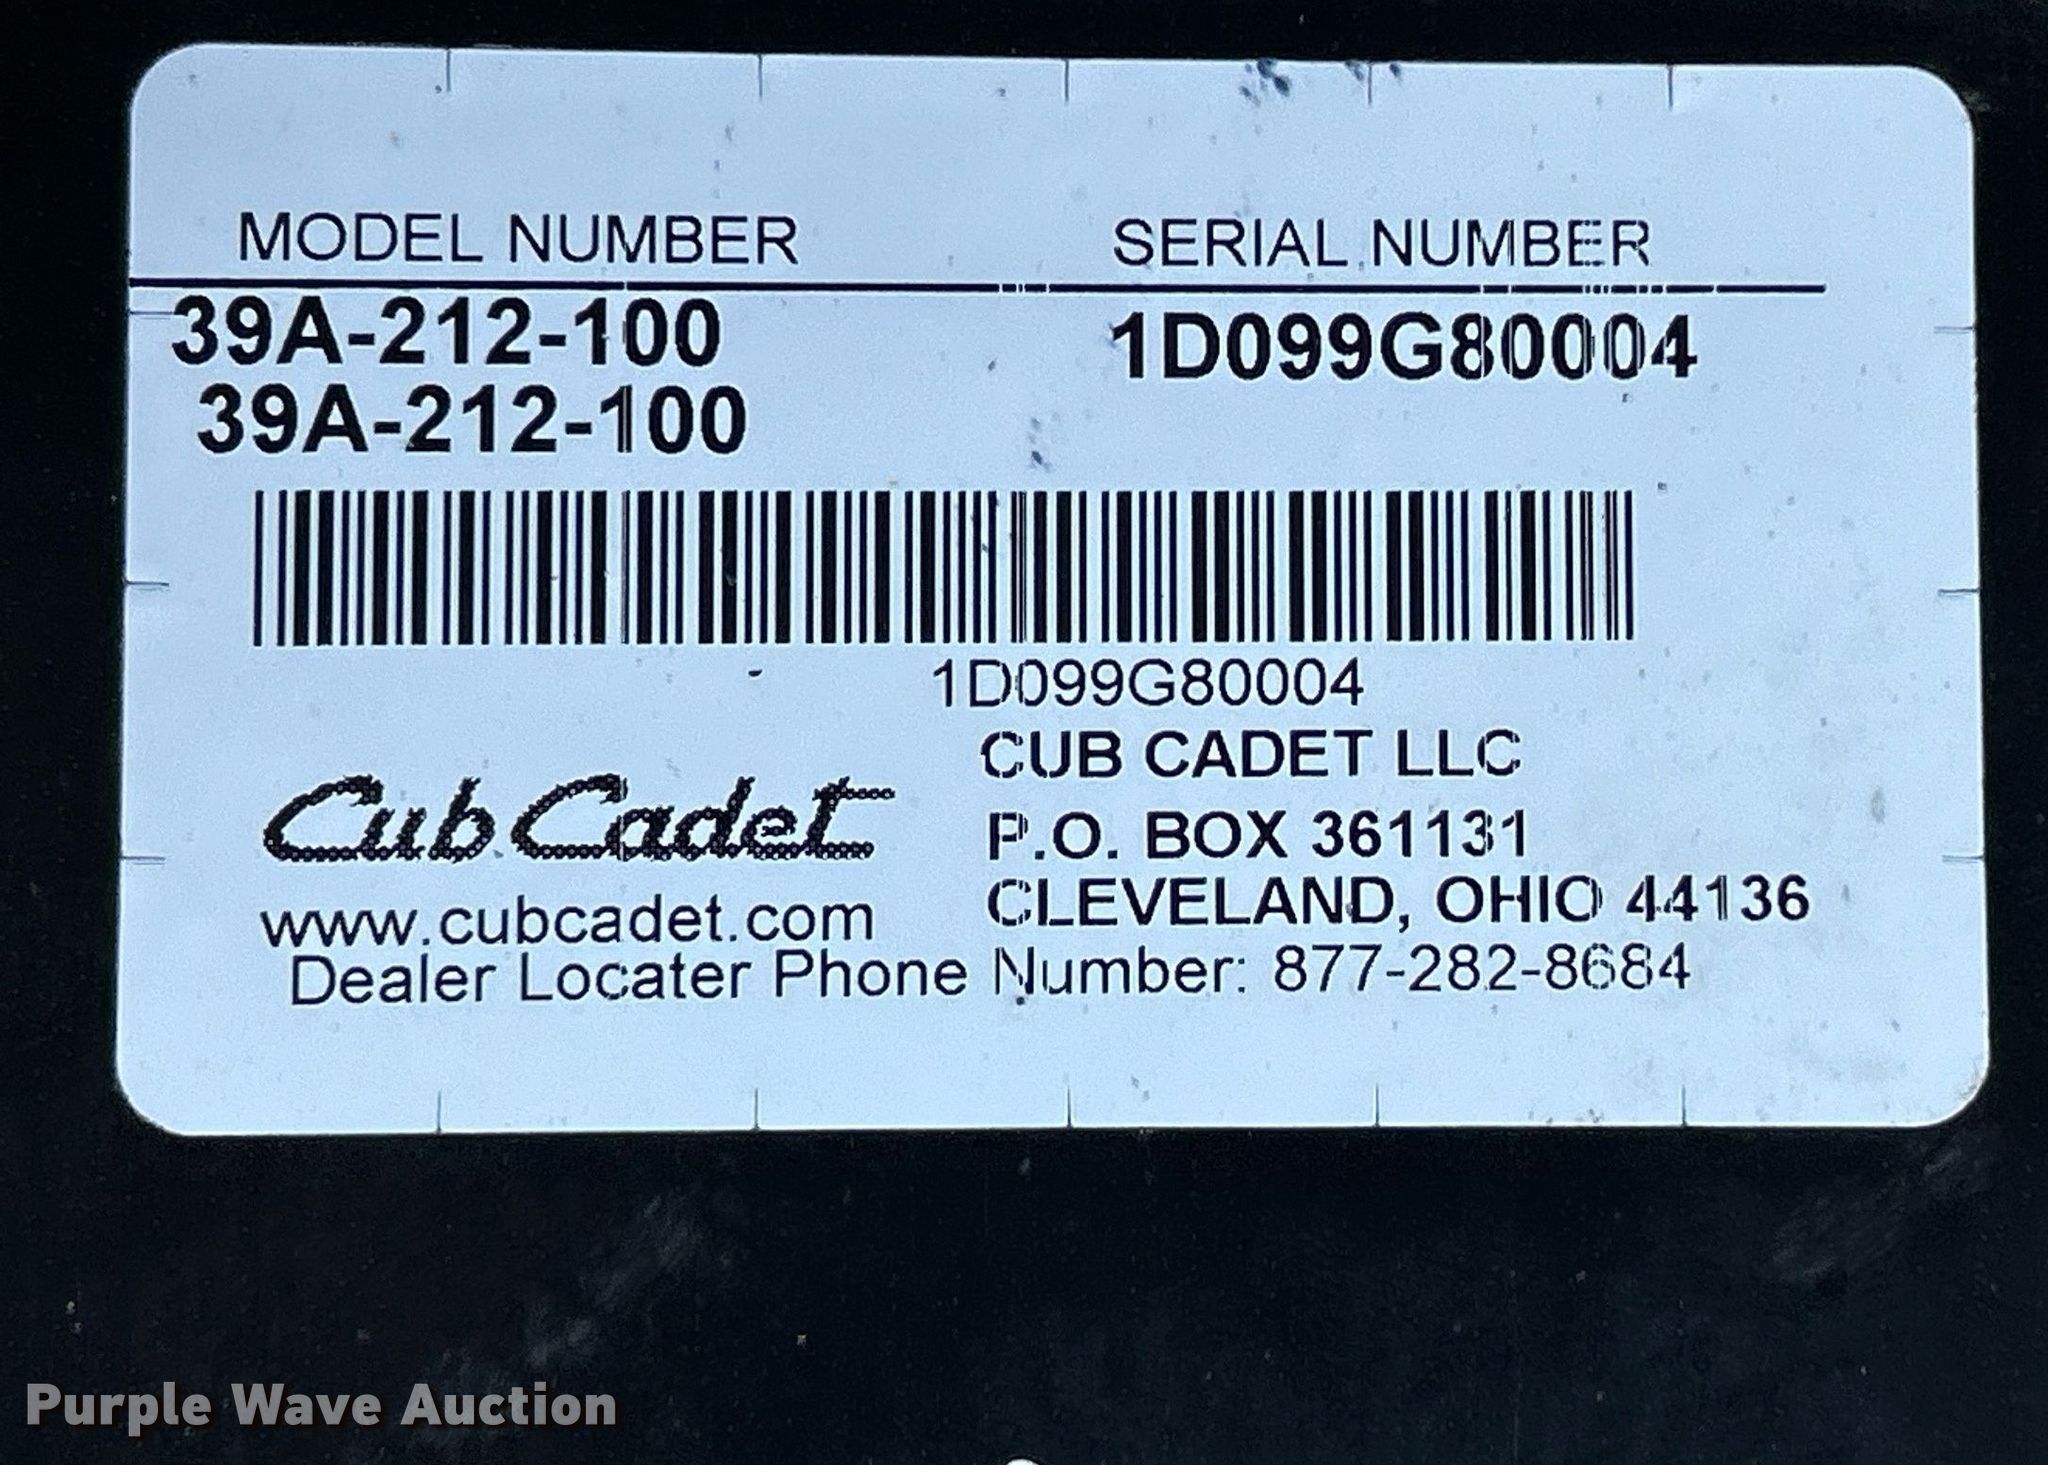 MODEL NUMBER SERIAL NUMBER
39A-212-100 1D099G80004
39A-212-100
1D099G80004
CUB CADET LLC
Cub Cadet P.O. BOX 361131
www.cubcadet.com CLEVELAND, OHIO 44136
Dealer Locater Phone Number: 877-282-8684
Purple Wave Auction